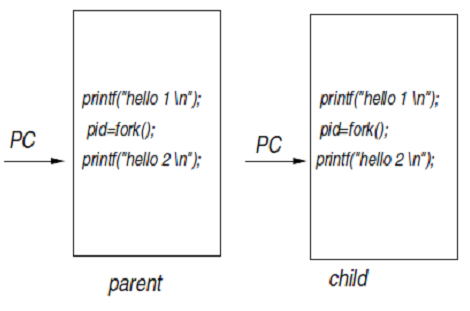 printf("hello 1 \n");
pid=fork();
PC
printf("hello 2 \n");
parent
printf("hello 1 \n");
pid=fork();
PC
printf("hello 2 \n");
child